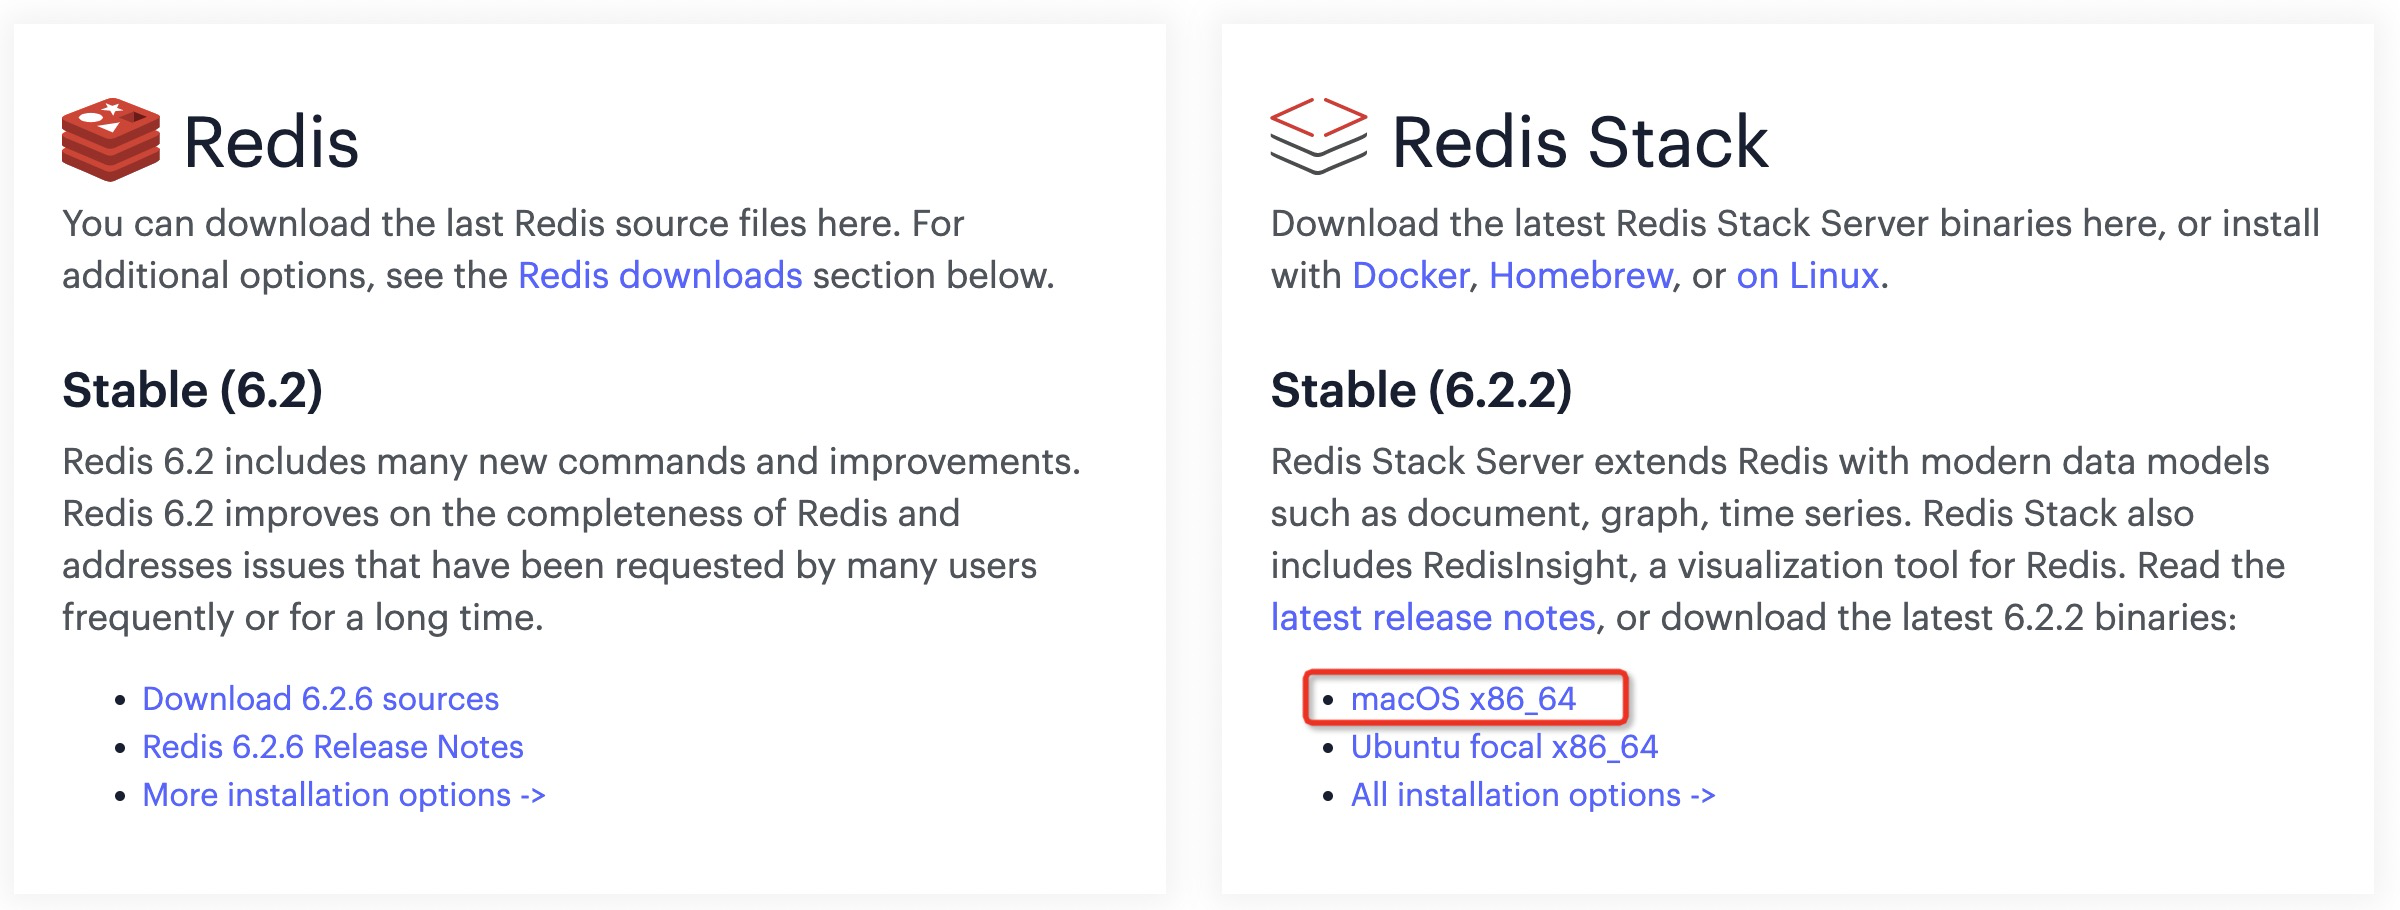 Redis
You can download the last Redis source files here. For
additional options, see the Redis downloads section below.
Stable (6.2)
Redis 6.2 includes many new commands and improvements.
Redis 6.2 improves on the completeness of Redis and
addresses issues that have been requested by many users
frequently or for a long time.
• Download 6.2.6 sources
• Redis 6.2.6 Release Notes
• More installation options ->
Redis Stack
Download the latest Redis Stack Server binaries here, or install
with Docker, Homebrew, or on Linux.
Stable (6.2.2)
Redis Stack Server extends Redis with modern data models
such as document, graph, time series. Redis Stack also
includes RedisInsight, a visualization tool for Redis. Read the
latest release notes, or download the latest 6.2.2 binaries:
• macOS x86_64
• Ubuntu focal x86_64
• All installation options ->